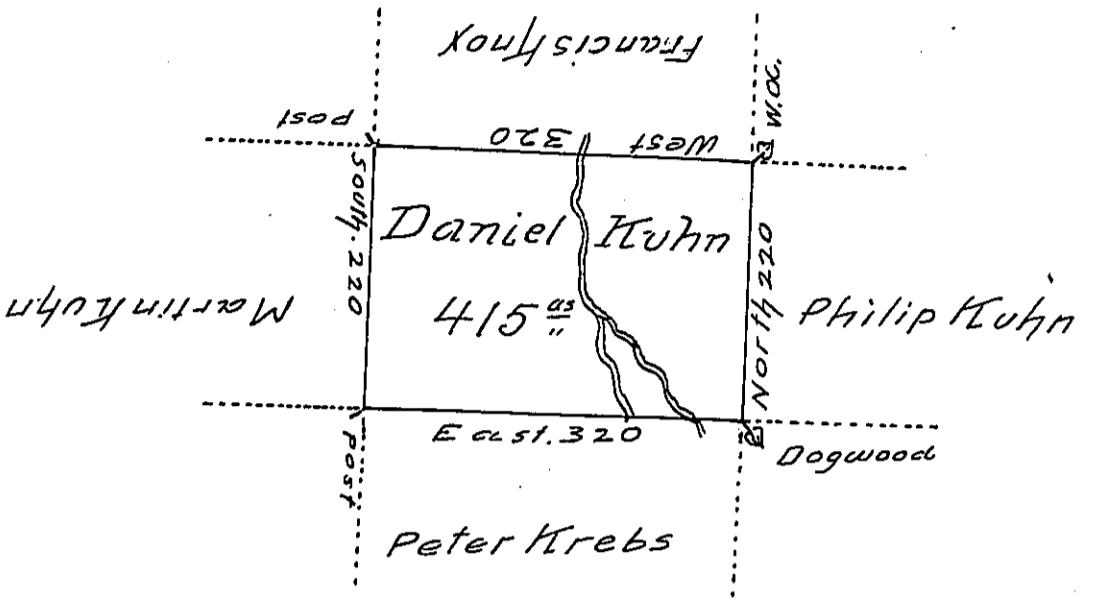 Francis Knox
W.O.
post
320
West
South. 220
Daniel Kuhn
North 220
Martin Kuhn
415 as
Philip Kuhn
East. 320
post
Dogwood
Peter Krebs